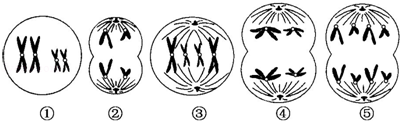 ① ② ③ ④ ⑤